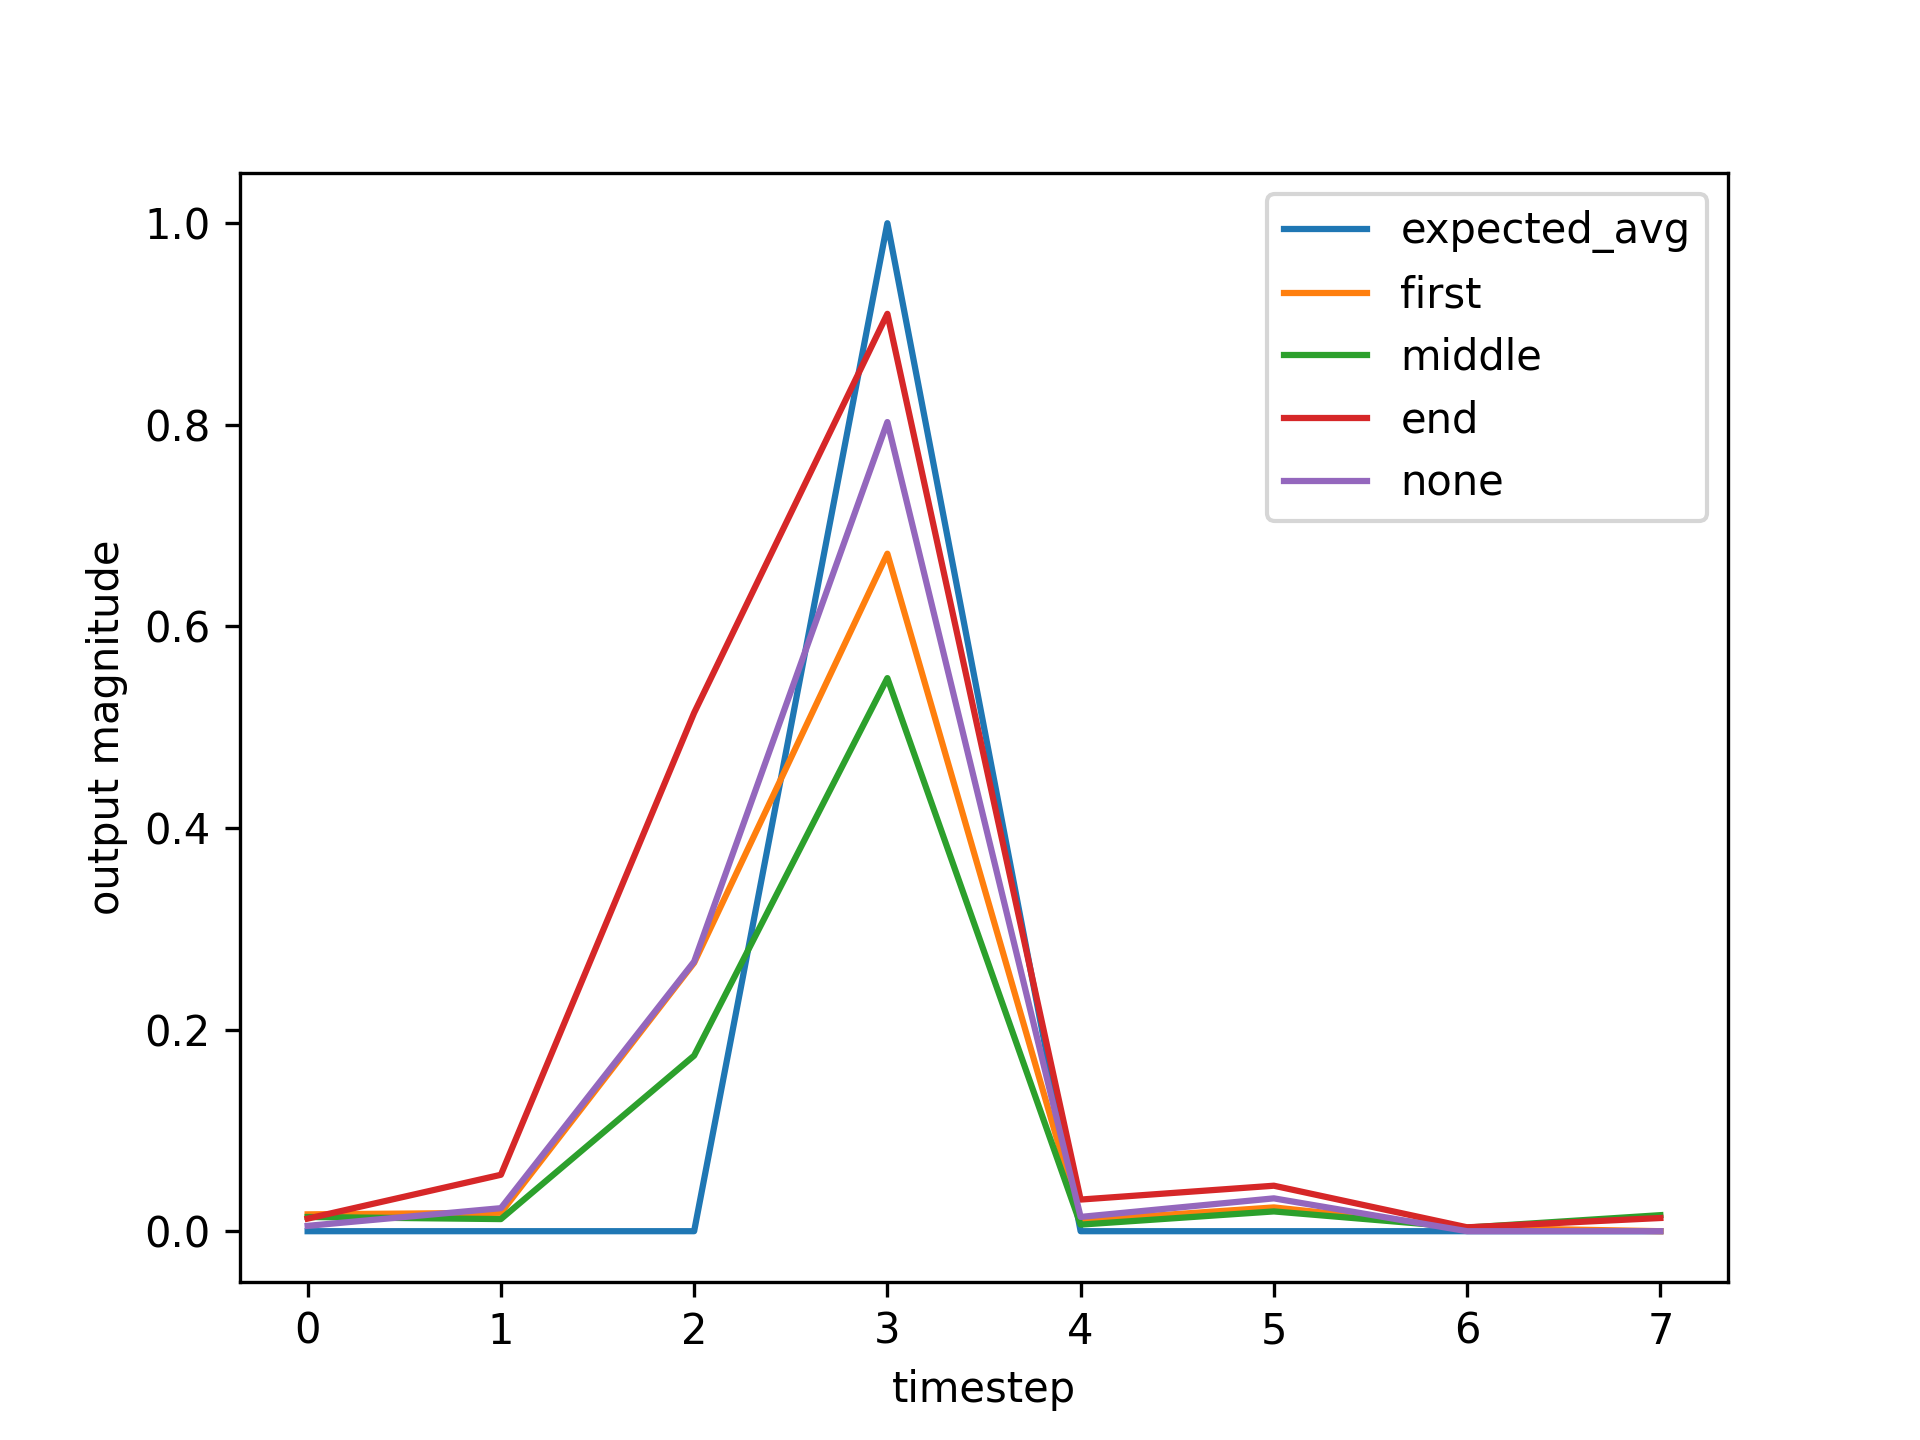 expected_avg
first
middle
end
none
output magnitude
1.0
0.8
0.6
0.4
0.2
0.0
0 1 2 3 4 5 6 7
timestep